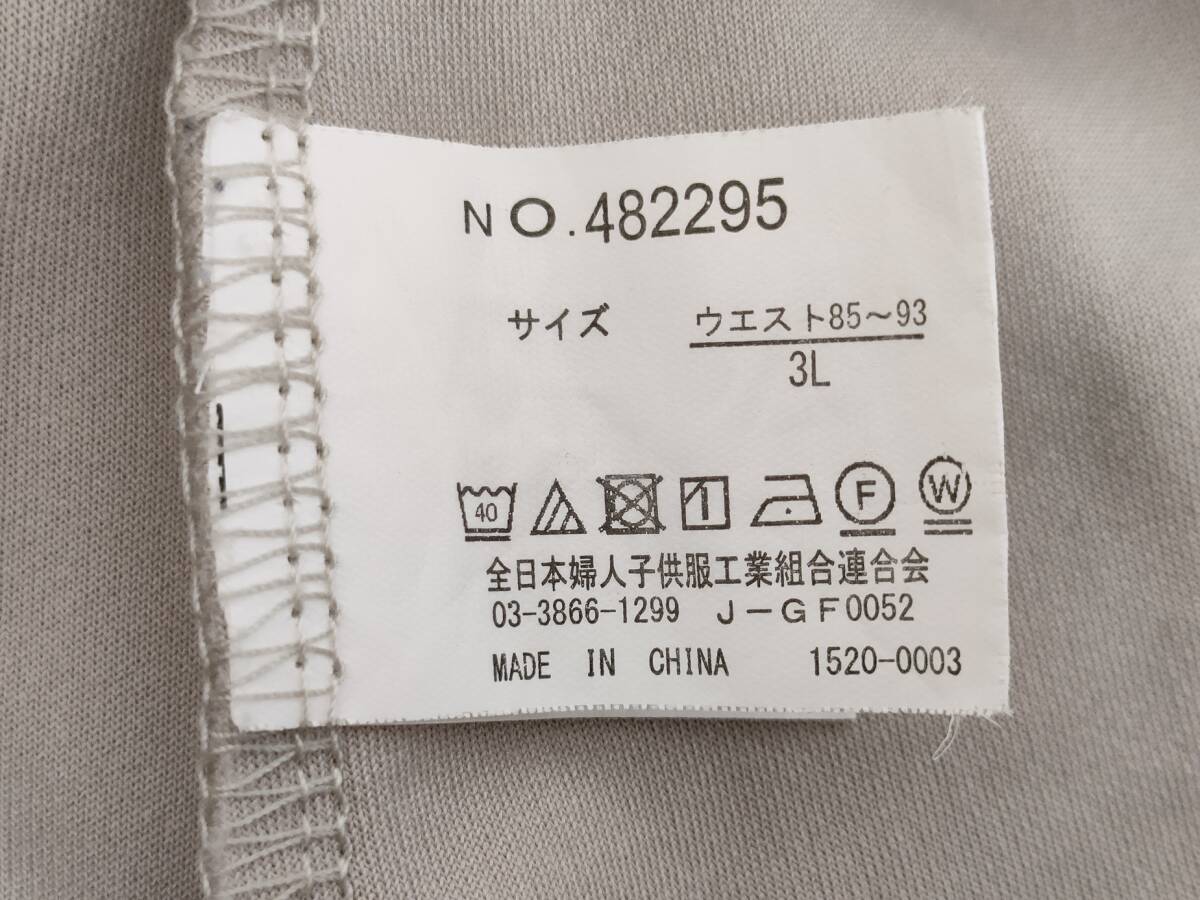 NO.482295
サイズ ウエスト85～93
3L
40 F W
全日本婦人子供服工業組合連合会
03-3866-1299 J-GF0052
MADE IN CHINA 1520-0003